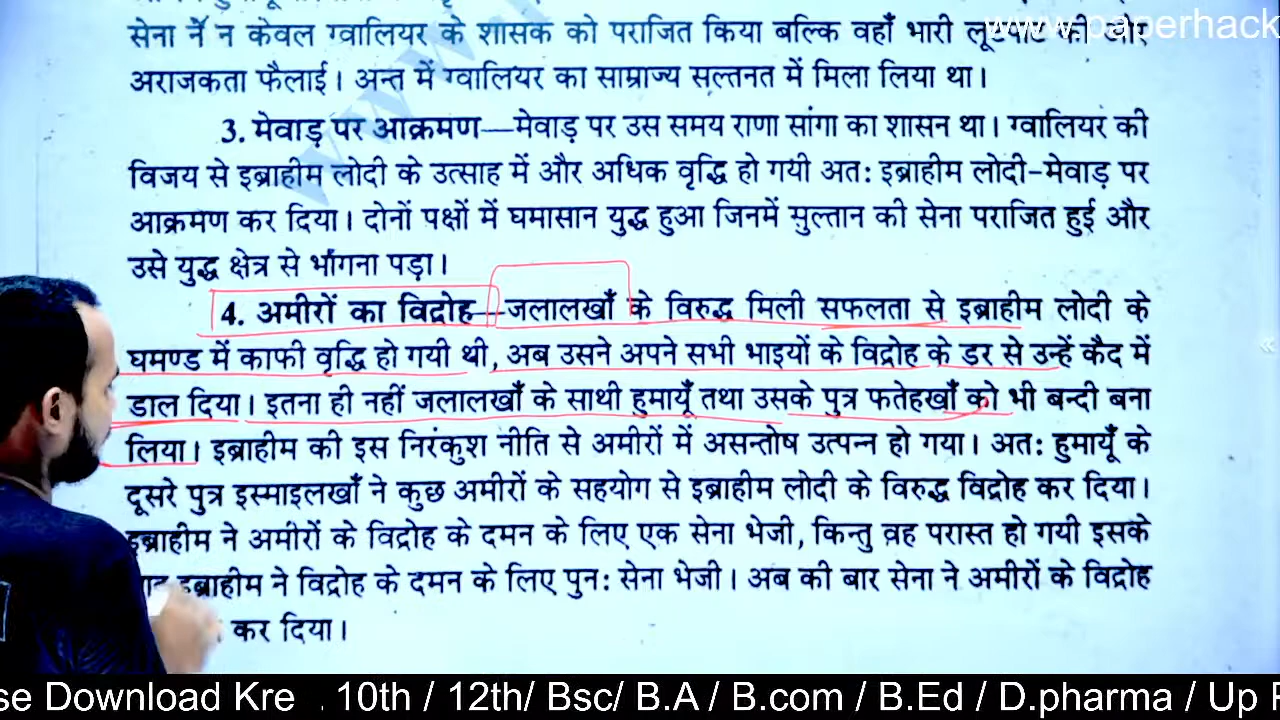 www.paperhack
सेना ने न केवल ग्वालियर के शासक को पराजित किया बल्कि वहाँ भारी लूटपाट की और
अराजकता फैलाई। अन्त में ग्वालियर का साम्राज्य सल्तनत में मिला लिया था।
3. मेवाड़ पर आक्रमण—मेवाड़ पर उस समय राणा सांगा का शासन था। ग्वालियर की
विजय से इब्राहीम लोदी के उत्साह में और अधिक वृद्धि हो गयी अत: इब्राहीम लोदी-मेवाड़ पर
आक्रमण कर दिया। दोनों पक्षों में घमासान युद्ध हुआ जिनमें सुल्तान की सेना पराजित हुई और
उसे युद्ध क्षेत्र से भागना पड़ा।
4. अमीरों का विद्रोह—जलालखाँ के विरुद्ध मिली सफलता से इब्राहीम लोदी के
घमण्ड में काफी वृद्धि हो गयी थी, अब उसने अपने सभी भाइयों के विद्रोह के डर से उन्हें कैद में
डाल दिया। इतना ही नहीं जलालखाँ के साथी हुमायूँ तथा उसके पुत्र फतेहखाँ को भी बन्दी बना
लिया। इब्राहीम की इस निरंकुश नीति से अमीरों में असन्तोष उत्पन्न हो गया। अत: हुमायूँ के
दूसरे पुत्र इस्माइलखाँ ने कुछ अमीरों के सहयोग से इब्राहीम लोदी के विरुद्ध विद्रोह कर दिया।
इब्राहीम ने अमीरों के विद्रोह के दमन के लिए एक सेना भेजी, किन्तु वह परास्त हो गयी इसके
इब्राहीम ने विद्रोह के दमन के लिए पुन: सेना भेजी। अब की बार सेना ने अमीरों के विद्रोह
कर दिया।
se Download Kre . 10th / 12th/ Bsc/ B.A / B.com / B.Ed / D.pharma / Up